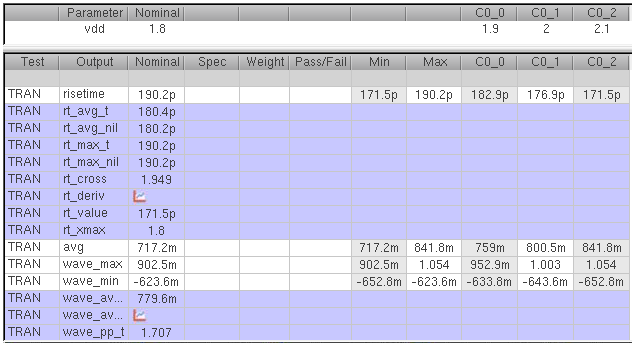 Parameter Nominal C0_0 C0_1 C0_2
vdd 1.8 1.9 2 2.1
Test Output Nominal Spec Weight Pass/Fail Min Max C0_0 C0_1 C0_2
TRAN risetime 190.2p 171.5p 190.2p 182.9p 176.9p 171.5p
TRAN rt_avg_t 180.4p
TRAN rt_avg_nil 180.2p
TRAN rt_max_t 190.2p
TRAN rt_max_nil 190.2p
TRAN rt_cross 1.949
TRAN rt_deriv
TRAN rt_value 171.5p
TRAN rt_xmax 1.8
TRAN avg 717.2m 717.2m 841.8m 759m 800.5m 841.8m
TRAN wave_max 902.5m 902.5m 1.054 952.9m 1.003 1.054
TRAN wave_min -623.6m -652.8m -623.6m -633.8m -643.6m -652.8m
TRAN wave_av... 779.6m
TRAN wave_av...
TRAN wave_pp_t 1.707